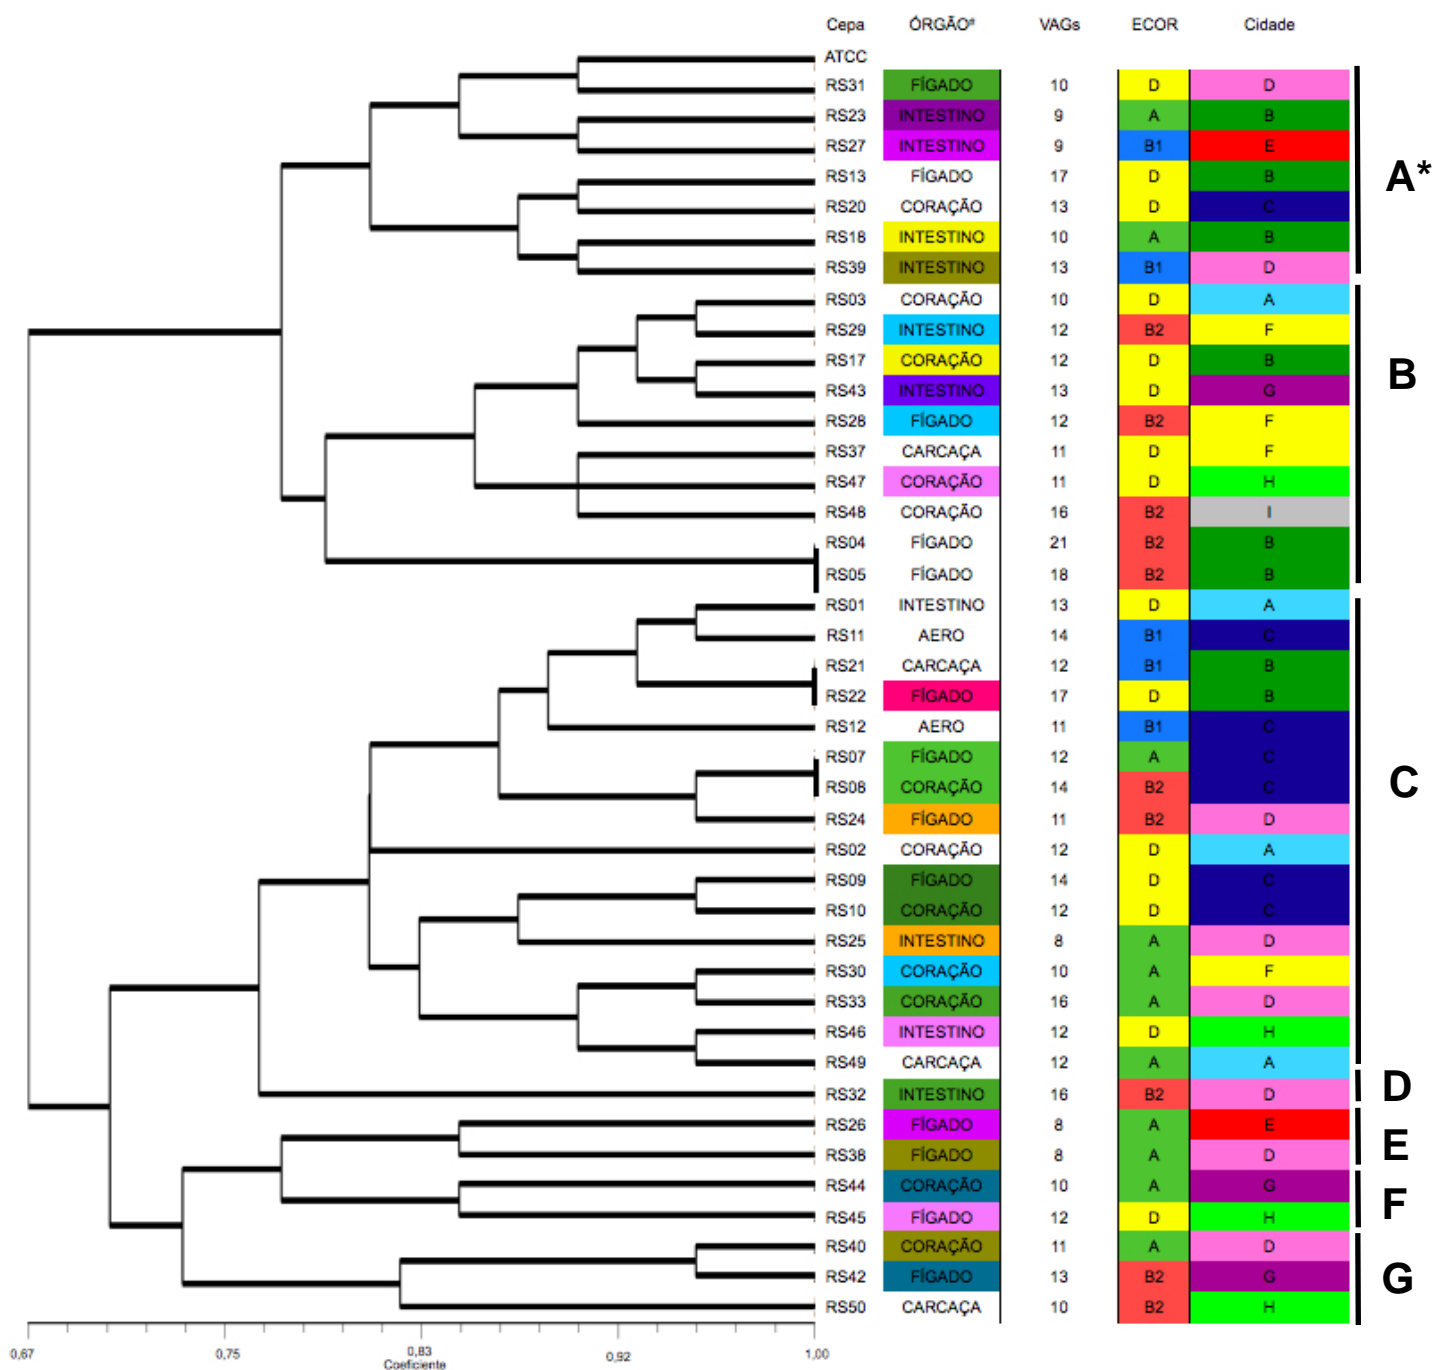 Cepa ÓRGÃOª VAGs ECOR Cidade
ATCC
RS31 FÍGADO 10 D D
RS23 INTESTINO 9 A B
RS27 INTESTINO 9 B1 E
RS13 FÍGADO 17 D B
A*
RS20 CORAÇÃO 13 D C
RS18 INTESTINO 10 A B
RS39 INTESTINO 13 B1 D
RS03 CORAÇÃO 10 D A
RS29 INTESTINO 12 B2 F
RS17 CORAÇÃO 12 D B
B
RS43 INTESTINO 13 D G
RS28 FÍGADO 12 B2 F
RS37 CARCAÇA 11 D F
RS47 CORAÇÃO 11 D H
RS48 CORAÇÃO 16 B2 I
RS04 FÍGADO 21 B2 B
RS05 FÍGADO 18 B2 B
RS01 INTESTINO 13 D A
RS11 AERO 14 B1 C
RS21 CARCAÇA 12 B1 B
RS22 FÍGADO 17 D B
RS12 AERO 11 B1 C
RS07 FÍGADO 12 A C
C
RS08 CORAÇÃO 14 B2 C
RS24 FÍGADO 11 B2 D
RS02 CORAÇÃO 12 D A
RS09 FÍGADO 14 D C
RS10 CORAÇÃO 12 D C
RS25 INTESTINO 8 A D
RS30 CORAÇÃO 10 A F
RS33 CORAÇÃO 16 A D
RS46 INTESTINO 12 D H
RS49 CARCAÇA 12 A A
D
RS32 INTESTINO 16 B2 D
RS26 FÍGADO 8 A E
E
RS38 FÍGADO 8 A D
RS44 CORAÇÃO 10 A G
F
RS45 FÍGADO 12 D H
RS40 CORAÇÃO 11 A D
RS42 FÍGADO 13 B2 G
G
RS50 CARCAÇA 10 B2 H
0,67 0,75 0,83 0,92 1,00
Coeficiente